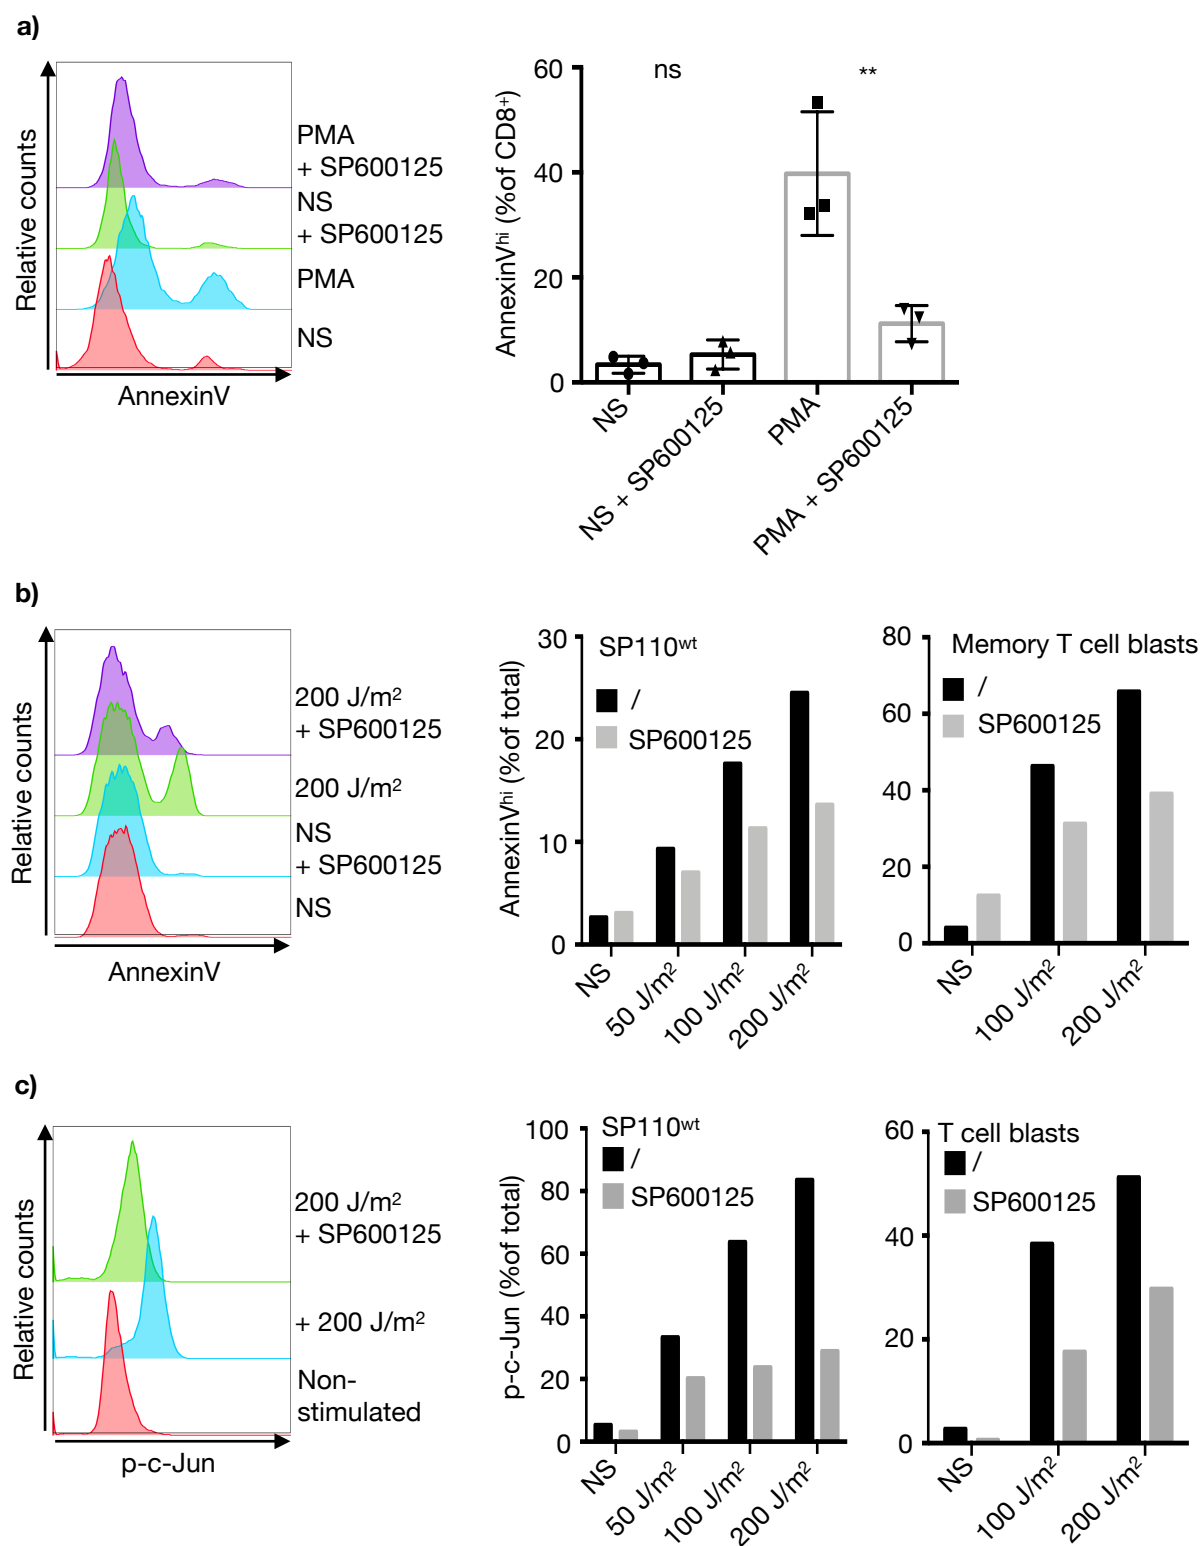 a)
Relative counts
PMA
+ SP600125
NS
+ SP600125
PMA
NS
AnnexinV
AnnexinVʰⁱ (%of CD8⁺)
60
40
20
0
ns
**
NS
NS + SP600125
PMA
PMA + SP600125
b)
Relative counts
200 J/m²
+ SP600125
200 J/m²
NS
+ SP600125
NS
AnnexinV
AnnexinVʰⁱ (%of total)
30
20
10
0
SP110ʷᵗ
/
SP600125
NS
50 J/m²
100 J/m²
200 J/m²
80
60
40
20
0
Memory T cell blasts
/
SP600125
NS
100 J/m²
200 J/m²
c)
Relative counts
200 J/m²
+ SP600125
+ 200 J/m²
Non-
stimulated
p-c-Jun
p-c-Jun (%of total)
100
80
60
40
20
0
SP110ʷᵗ
/
SP600125
NS
50 J/m²
100 J/m²
200 J/m²
60
40
20
0
T cell blasts
/
SP600125
NS
100 J/m²
200 J/m²